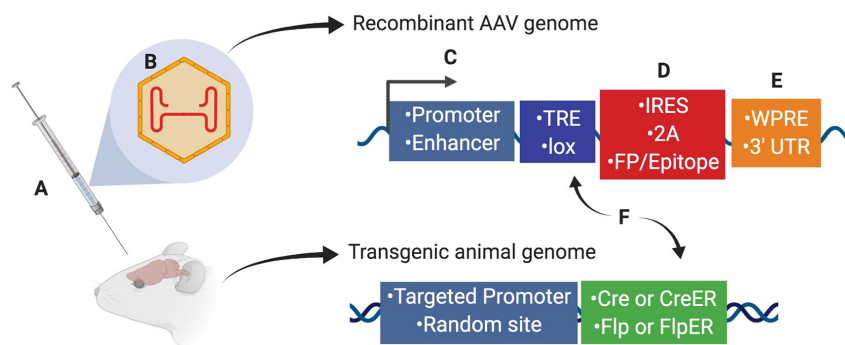 Recombinant AAV genome
B
C
D
E
•Promoter
•Enhancer
•TRE
•lox
•IRES
•2A
•FP/Epitope
•WPRE
•3' UTR
A
F
Transgenic animal genome
•Targeted Promoter
•Random site
•Cre or CreER
•Flp or FlpER